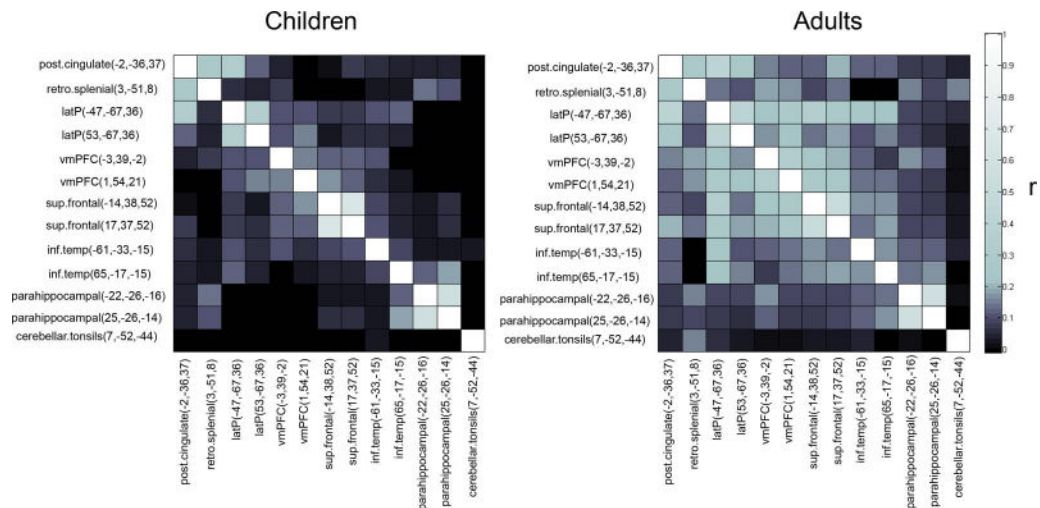 Children
Adults
post.cingulate(-2,-36,37)
retro.splenial(3,-51,8)
latP(-47,-67,36)
latP(53,-67,36)
vmPFC(-3,39,-2)
vmPFC(1,54,21)
sup.frontal(-14,38,52)
sup.frontal(17,37,52)
inf.temp(-61,-33,-15)
inf.temp(65,-17,-15)
parahippocampal(-22,-26,-16)
parahippocampal(25,-26,-14)
cerebellar.tonsils(7,-52,-44)
post.cingulate(-2,-36,37)
retro.splenial(3,-51,8)
latP(-47,-67,36)
latP(53,-67,36)
vmPFC(-3,39,-2)
vmPFC(1,54,21)
sup.frontal(-14,38,52)
sup.frontal(17,37,52)
inf.temp(-61,-33,-15)
inf.temp(65,-17,-15)
parahippocampal(-22,-26,-16)
parahippocampal(25,-26,-14)
cerebellar.tonsils(7,-52,-44)
post.cingulate(-2,-36,37)
retro.splenial(3,-51,8)
latP(-47,-67,36)
latP(53,-67,36)
vmPFC(-3,39,-2)
vmPFC(1,54,21)
sup.frontal(-14,38,52)
sup.frontal(17,37,52)
inf.temp(-61,-33,-15)
inf.temp(65,-17,-15)
parahippocampal(-22,-26,-16)
parahippocampal(25,-26,-14)
cerebellar.tonsils(7,-52,-44)
post.cingulate(-2,-36,37)
retro.splenial(3,-51,8)
latP(-47,-67,36)
latP(53,-67,36)
vmPFC(-3,39,-2)
vmPFC(1,54,21)
sup.frontal(-14,38,52)
sup.frontal(17,37,52)
inf.temp(-61,-33,-15)
inf.temp(65,-17,-15)
parahippocampal(-22,-26,-16)
parahippocampal(25,-26,-14)
cerebellar.tonsils(7,-52,-44)
1
0.9
0.8
0.7
0.6
0.5
0.4
0.3
0.2
0.1
0
r